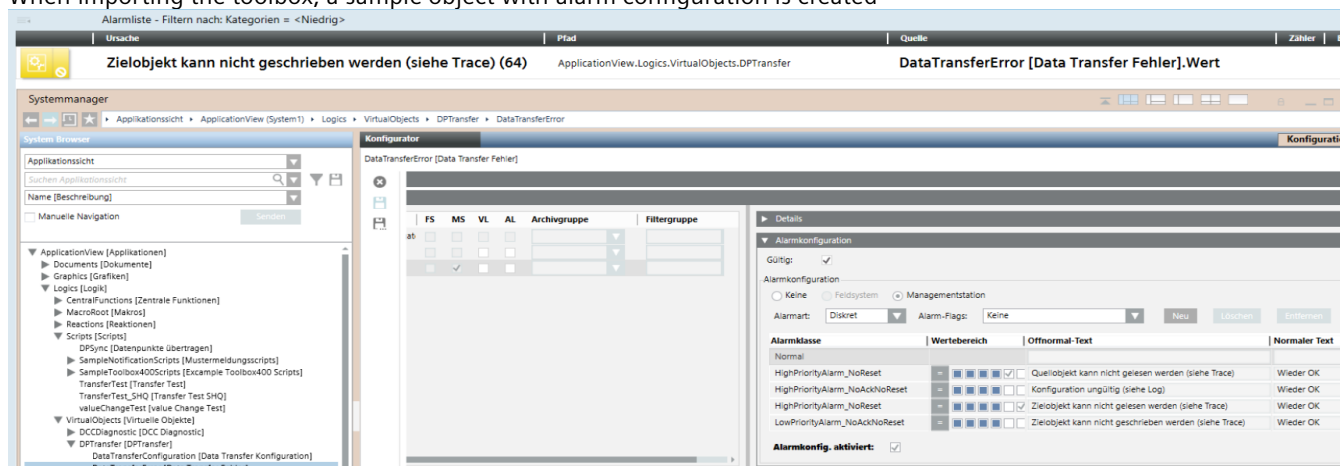 When importing the toolbox, a sample object with alarm configuration is created
Alarmliste - Filtern nach: Kategorien = <Niedrig>
Ursache Pfad Quelle Zähler
Zielobjekt kann nicht geschrieben werden (siehe Trace) (64) ApplicationView.Logics.VirtualObjects.DPTransfer DataTransferError [Data Transfer Fehler].Wert
Systemmanager
Applikationssicht ApplicationView (System1) Logics VirtualObjects DPTransfer DataTransferError
System Browser
Applikationssicht
Suchen Applikationssicht
Name [Beschreibung]
Manuelle Navigation Senden
ApplicationView [Applikationen]
Documents [Dokumente]
Graphics [Grafiken]
Logics [Logik]
CentralFunctions [Zentrale Funktionen]
MacroRoot [Makros]
Reactions [Reaktionen]
Scripts [Scripts]
DPSync [Datenpunkte übertragen]
SampleNotificationScripts [Mustermeldungsscripts]
SampleToolbox400Scripts [Excample Toolbox400 Scripts]
TransferTest [Transfer Test]
TransferTest_SHQ [Transfer Test SHQ]
valueChangeTest [value Change Test]
VirtualObjects [Virtuelle Objekte]
DCCDiagnostic [DCC Diagnostic]
DPTransfer [DPTransfer]
DataTransferConfiguration [Data Transfer Konfiguration]
Konfigurator Konfigurati
DataTransferError [Data Transfer Fehler]
FS MS VL AL Archivgruppe Filtergruppe
Details
Alarmkonfiguration
Gültig:
Alarmkonfiguration
Keine Feldsystem Managementstation
Alarmart: Diskret Alarm-Flags: Keine Neu Löschen Entfernen
Alarmklasse Wertebereich Offnormal-Text Normaler Text
Normal
HighPriorityAlarm_NoReset = Quellobjekt kann nicht gelesen werden (siehe Trace) Wieder OK
HighPriorityAlarm_NoAckNoReset = Konfiguration ungültig (siehe Log) Wieder OK
HighPriorityAlarm_NoReset = Zielobjekt kann nicht gelesen werden (siehe Trace) Wieder OK
LowPriorityAlarm_NoAckNoReset = Zielobjekt kann nicht geschrieben werden (siehe Trace) Wieder OK
Alarmkonfig. aktiviert: